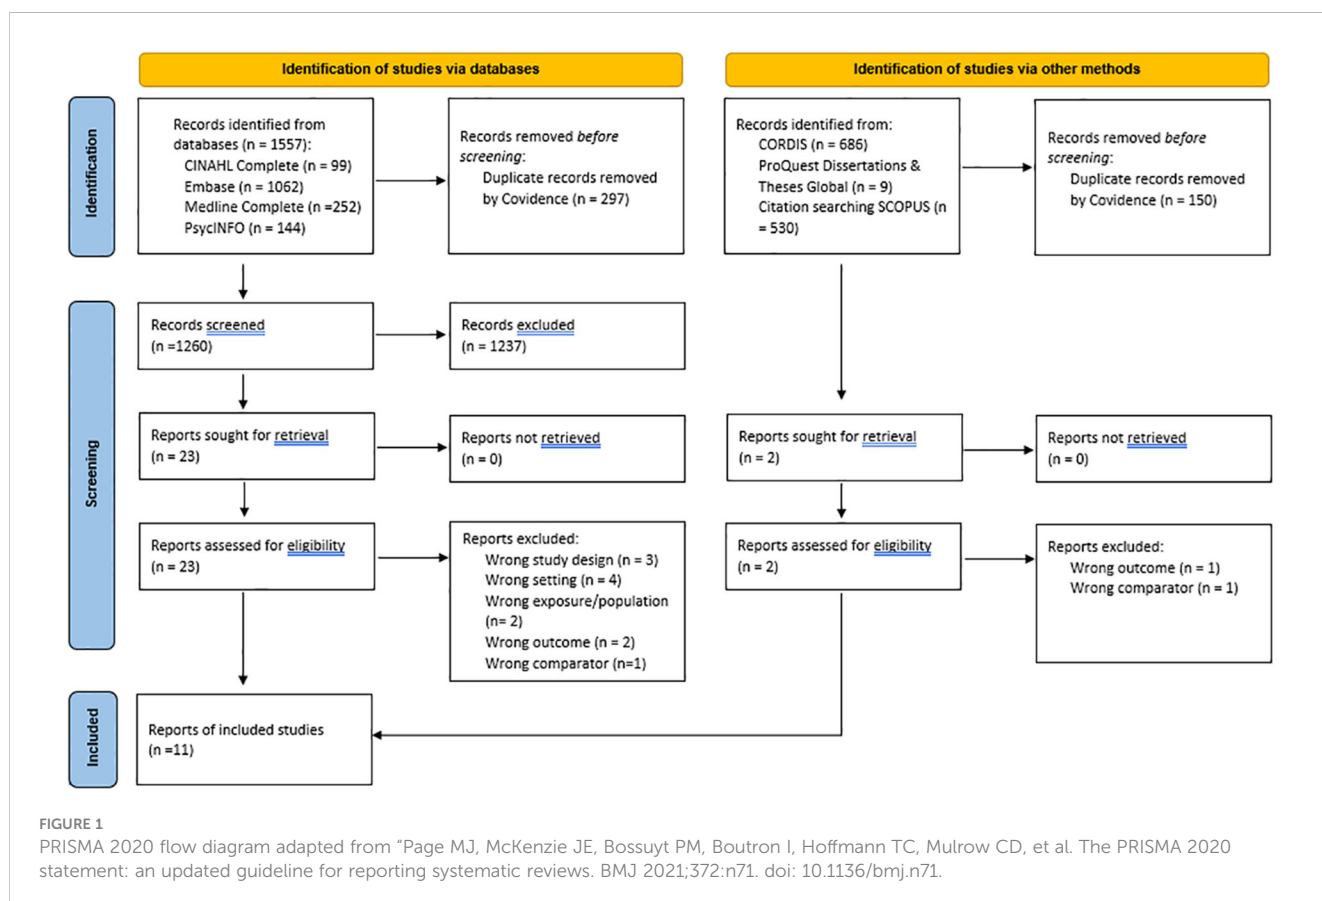 Identification of studies via databases
Identification of studies via other methods
Identification
Records identified from
databases (n = 1557):
CINAHL Complete (n = 99)
Embase (n = 1062)
Medline Complete (n =252)
PsycINFO (n = 144)
Records removed before
screening:
Duplicate records removed
by Covidence (n = 297)
Records identified from:
CORDIS (n = 686)
ProQuest Dissertations &
Theses Global (n = 9)
Citation searching SCOPUS (n
= 530)
Records removed before
screening:
Duplicate records removed
by Covidence (n = 150)
Screening
Records screened
(n =1260)
Records excluded
(n = 1237)
Reports sought for retrieval
(n = 23)
Reports not retrieved
(n = 0)
Reports sought for retrieval
(n = 2)
Reports not retrieved
(n = 0)
Reports assessed for eligibility
(n = 23)
Reports excluded:
Wrong study design (n = 3)
Wrong setting (n = 4)
Wrong exposure/population
(n= 2)
Wrong outcome (n = 2)
Wrong comparator (n=1)
Reports assessed for eligibility
(n = 2)
Reports excluded:
Wrong outcome (n = 1)
Wrong comparator (n = 1)
Included
Reports of included studies
(n =11)
FIGURE 1
PRISMA 2020 flow diagram adapted from “Page MJ, McKenzie JE, Bossuyt PM, Boutron I, Hoffmann TC, Mulrow CD, et al. The PRISMA 2020
statement: an updated guideline for reporting systematic reviews. BMJ 2021;372:n71. doi: 10.1136/bmj.n71.